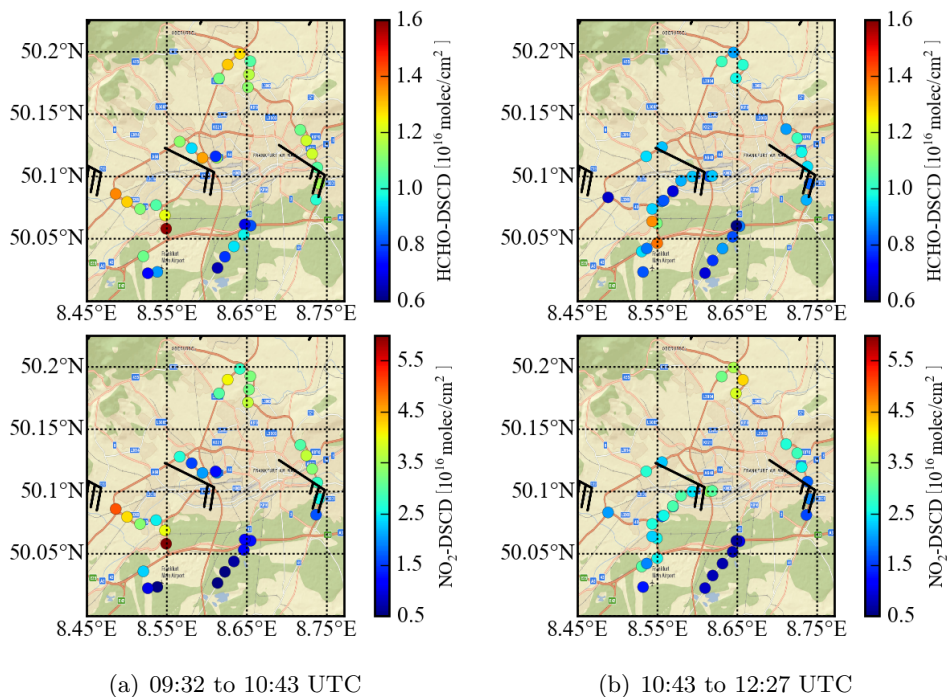 50.2°N
50.15°N
50.1°N
50.05°N
8.45°E 8.55°E 8.65°E 8.75°E
1.6
1.4
1.2
1.0
0.8
0.6
HCHO-DSCD [10^16 molec/cm^2 ]
50.2°N
50.15°N
50.1°N
50.05°N
8.45°E 8.55°E 8.65°E 8.75°E
1.6
1.4
1.2
1.0
0.8
0.6
HCHO-DSCD [10^16 molec/cm^2 ]
50.2°N
50.15°N
50.1°N
50.05°N
8.45°E 8.55°E 8.65°E 8.75°E
5.5
4.5
3.5
2.5
1.5
0.5
NO₂-DSCD [10^16 molec/cm^2 ]
50.2°N
50.15°N
50.1°N
50.05°N
8.45°E 8.55°E 8.65°E 8.75°E
5.5
4.5
3.5
2.5
1.5
0.5
NO₂-DSCD [10^16 molec/cm^2 ]
(a) 09:32 to 10:43 UTC
(b) 10:43 to 12:27 UTC